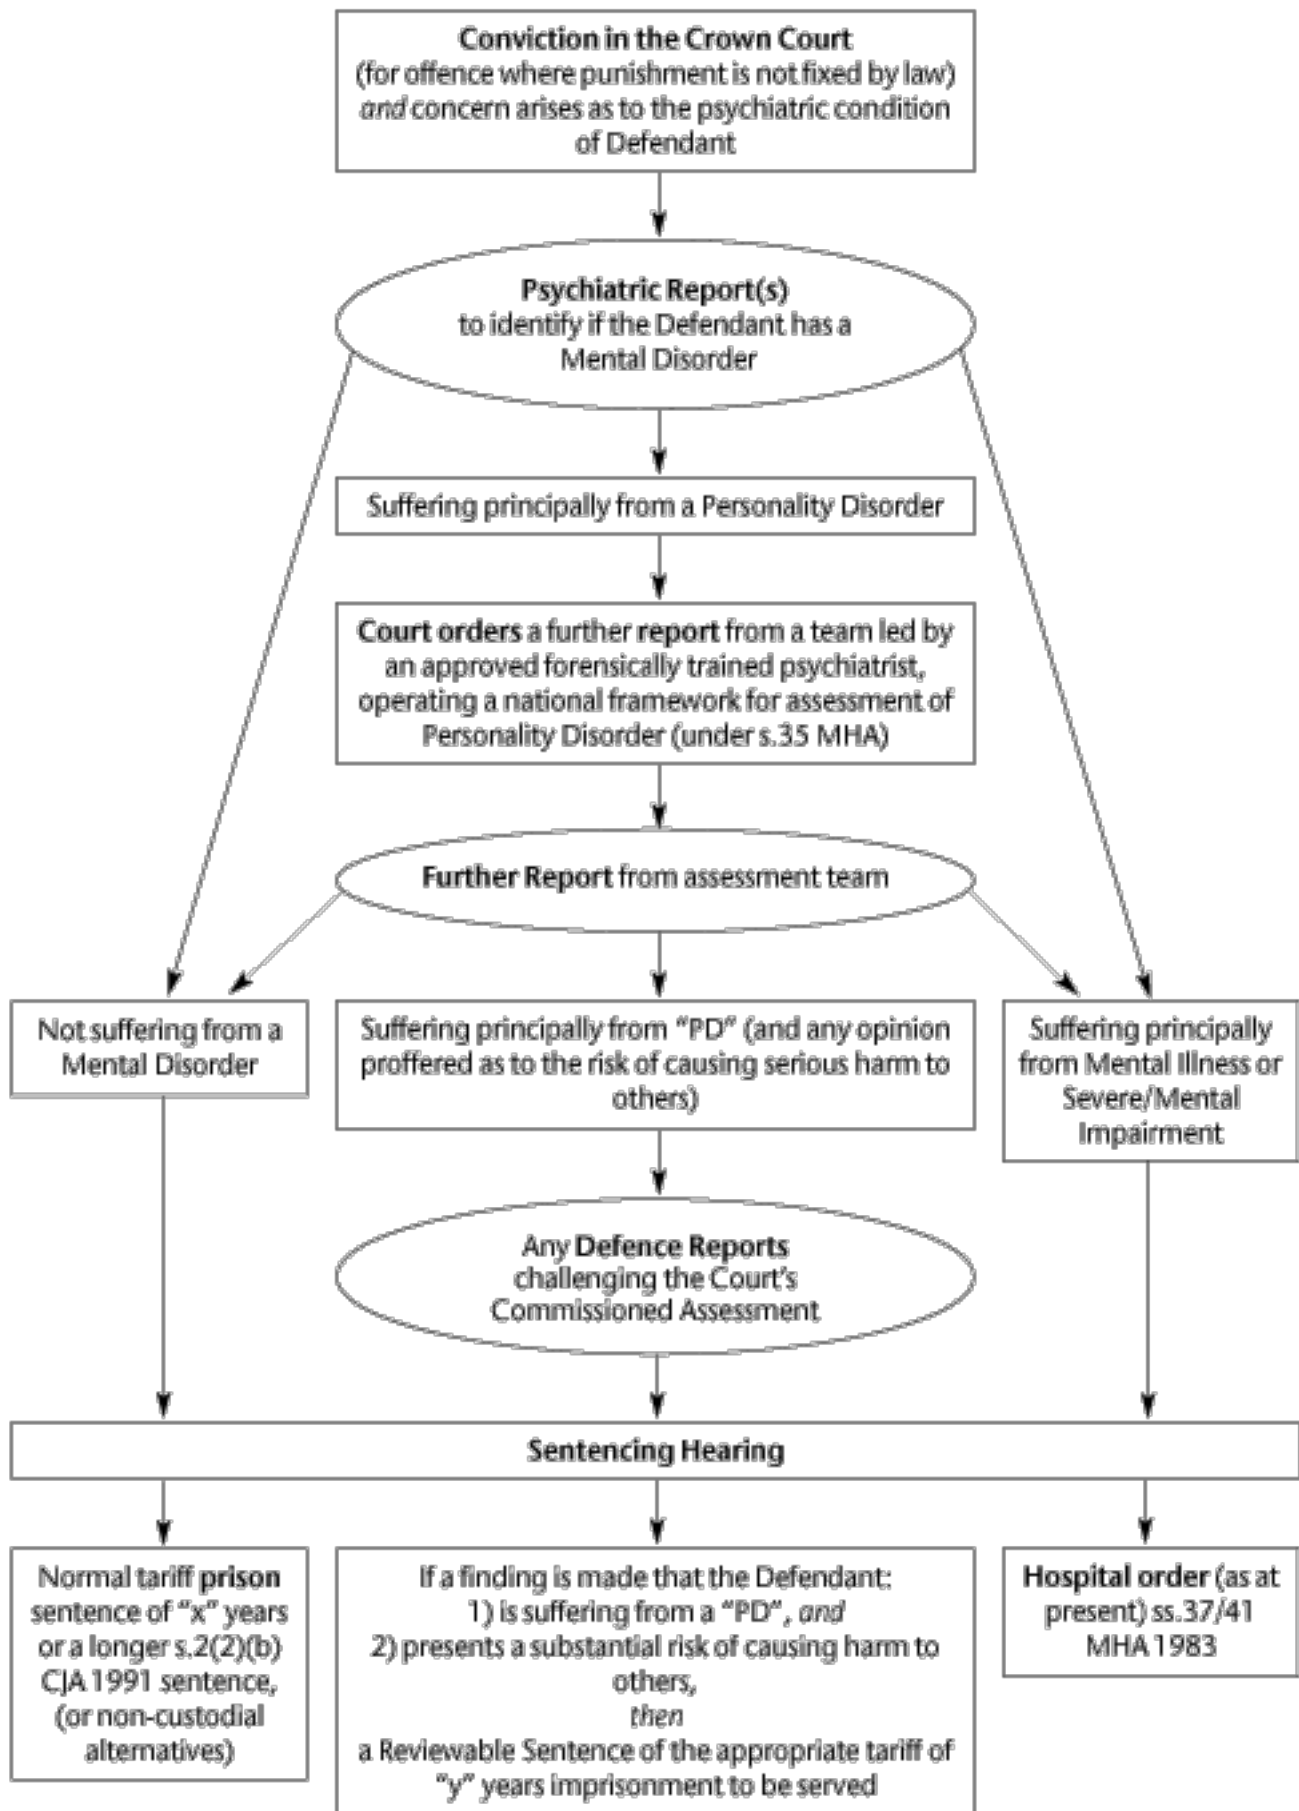 Conviction in the Crown Court
(for offence where punishment is not fixed by law)
and concern arises as to the psychiatric condition
of Defendant
Psychiatric Report(s)
to identify if the Defendant has a
Mental Disorder
Suffering principally from a Personality Disorder
Court orders a further report from a team led by
an approved forensically trained psychiatrist,
operating a national framework for assessment of
Personality Disorder (under s.35 MHA)
Further Report from assessment team
Not suffering from a
Mental Disorder
Suffering principally from “PD” (and any opinion
proffered as to the risk of causing serious harm to
others)
Suffering principally
from Mental Illness or
Severe/Mental
Impairment
Any Defence Reports
challenging the Court's
Commissioned Assessment
Sentencing Hearing
Normal tariff prison
sentence of “x” years
or a longer s.2(2)(b)
CJA 1991 sentence,
(or non-custodial
alternatives)
If a finding is made that the Defendant:
1) is suffering from a “PD”, and
2) presents a substantial risk of causing harm to
others,
then
a Reviewable Sentence of the appropriate tariff of
“y” years imprisonment to be served
Hospital order (as at
present) ss.37/41
MHA 1983